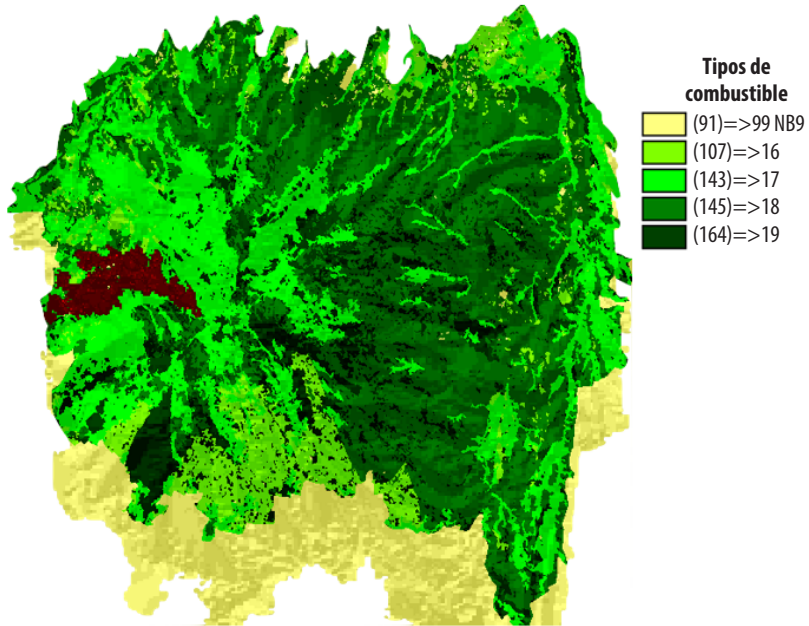 Tipos de
combustible
(91)=>99 NB9
(107)=>16
(143)=>17
(145)=>18
(164)=>19